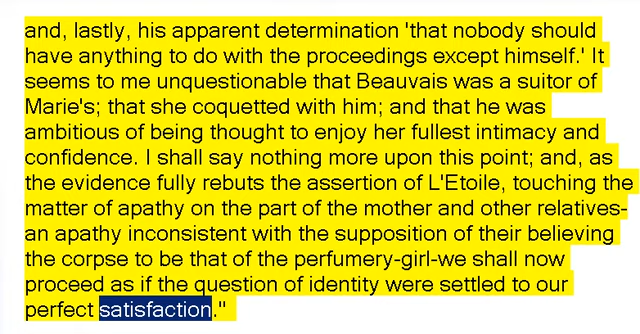 and, lastly, his apparent determination 'that nobody should
have anything to do with the proceedings except himself.' It
seems to me unquestionable that Beauvais was a suitor of
Marie's; that she coquetted with him; and that he was
ambitious of being thought to enjoy her fullest intimacy and
confidence. I shall say nothing more upon this point; and, as
the evidence fully rebuts the assertion of L'Etoile, touching the
matter of apathy on the part of the mother and other relatives-
an apathy inconsistent with the supposition of their believing
the corpse to be that of the perfumery-girl-we shall now
proceed as if the question of identity were settled to our
perfect satisfaction."